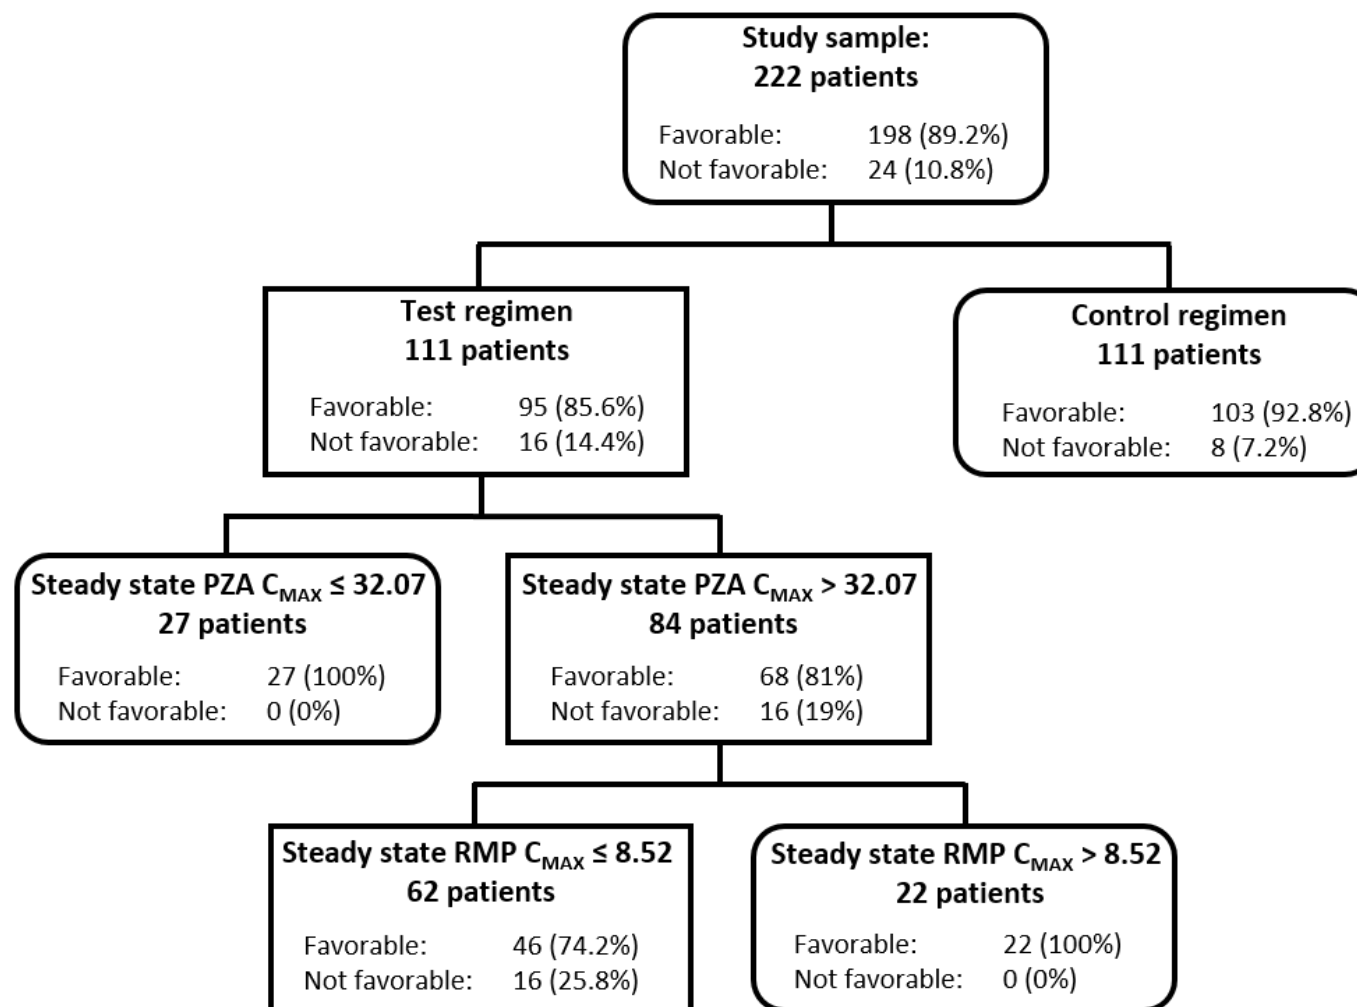 Study sample:
222 patients
Favorable: 198 (89.2%)
Not favorable: 24 (10.8%)
Test regimen
111 patients
Favorable: 95 (85.6%)
Not favorable: 16 (14.4%)
Control regimen
111 patients
Favorable: 103 (92.8%)
Not favorable: 8 (7.2%)
Steady state PZA CMAX ≤ 32.07
27 patients
Favorable: 27 (100%)
Not favorable: 0 (0%)
Steady state PZA CMAX > 32.07
84 patients
Favorable: 68 (81%)
Not favorable: 16 (19%)
Steady state RMP CMAX ≤ 8.52
62 patients
Favorable: 46 (74.2%)
Not favorable: 16 (25.8%)
Steady state RMP CMAX > 8.52
22 patients
Favorable: 22 (100%)
Not favorable: 0 (0%)